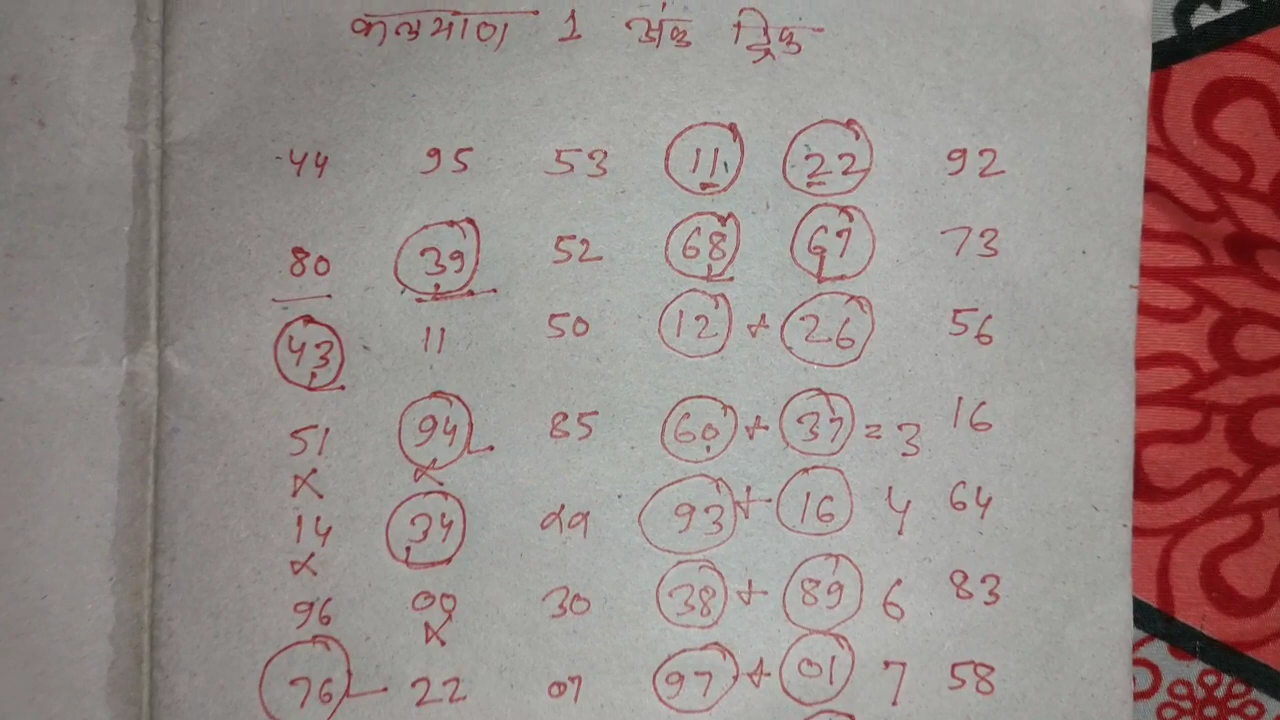 कल्याण 1 अंक ट्रिक
44 95 53 11 22 92
80 39 52 68 67 73
43 11 50 12 + 26 56
51 94 85 60 + 37 = 3 16
x x
14 34 99 93 + 16 4 64
x
96 00 30 38 + 89 6 83
x
76 22 07 97 + 01 7 58